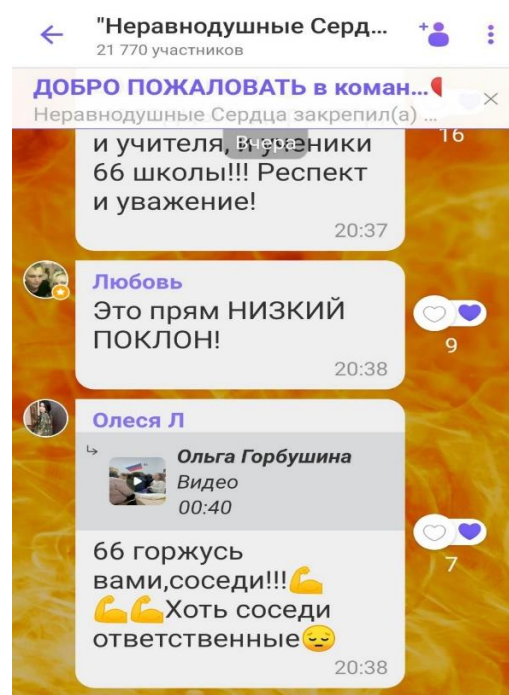 "Неравнодушные Серд...
21 770 участников
ДОБРО ПОЖАЛОВАТЬ в коман...
Неравнодушные Сердца закрепил(а) ...
Вчера
16
и учителя, и ученики
66 школы!!! Респект
и уважение!
20:37
Любовь
Это прям НИЗКИЙ
ПОКЛОН!
20:38
9
Олеся Л
Ольга Горбушина
Видео
00:40
66 горжусь
вами,соседи!!!💪
💪💪Хоть соседи
ответственные😔
20:38
7